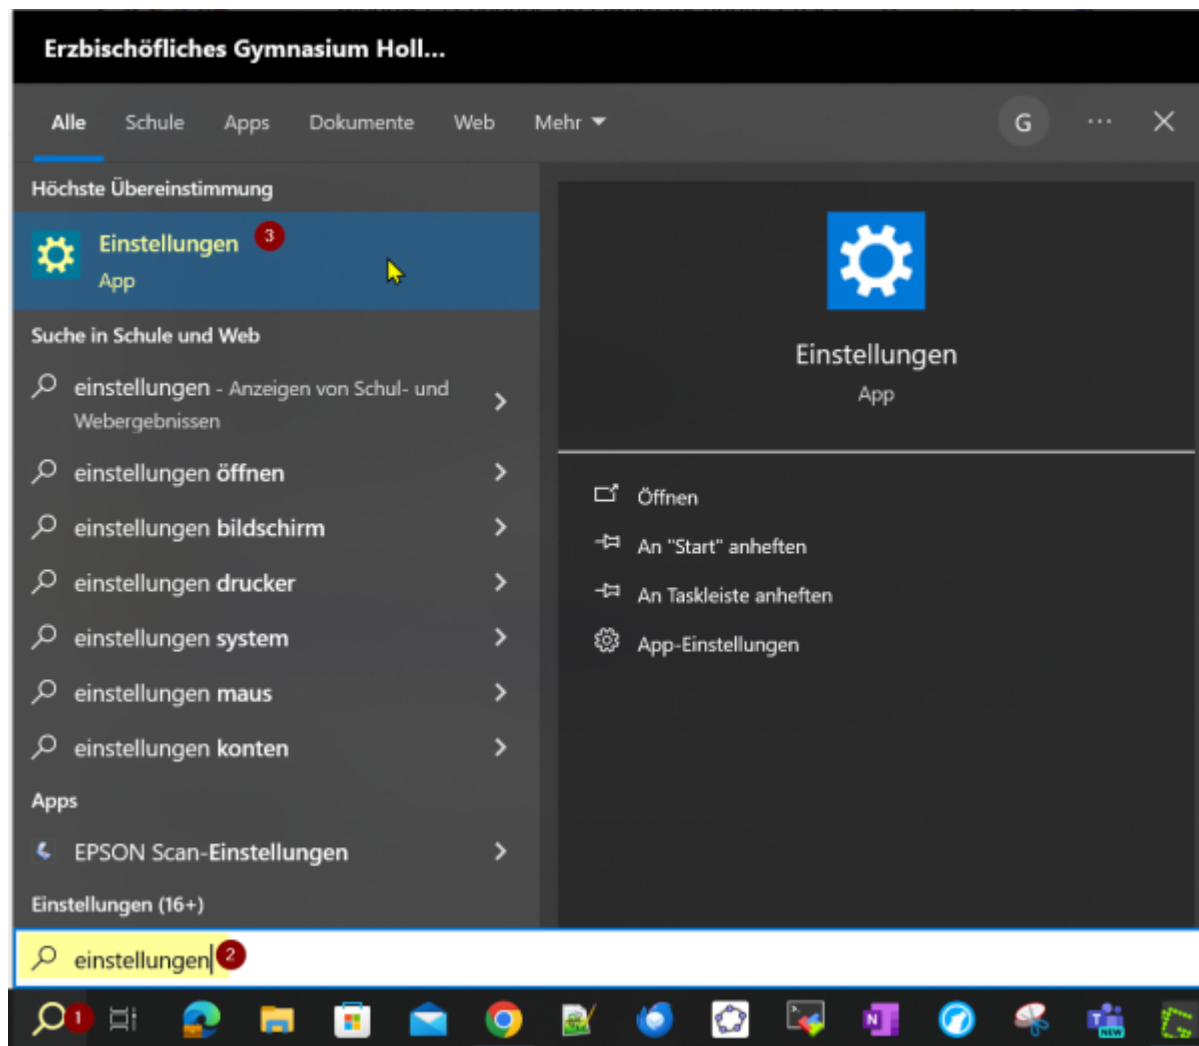 Erzbischöfliches Gymnasium Holl...
Alle Schule Apps Dokumente Web Mehr G ...
Höchste Übereinstimmung
Einstellungen 3
App
Suche in Schule und Web
einstellungen - Anzeigen von Schul- und
Webergebnissen
einstellungen öffnen
einstellungen bildschirm
einstellungen drucker
einstellungen system
einstellungen maus
einstellungen konten
Apps
EPSON Scan-Einstellungen
Einstellungen (16+)
Einstellungen
App
Öffnen
An "Start" anheften
An Taskleiste anheften
App-Einstellungen
einstellungen 2
1 N T NEW